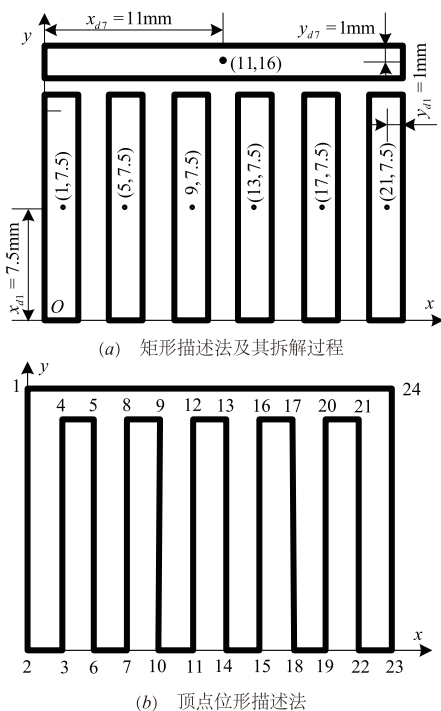 x_{d7}=11mm
y_{d7}=1mm
y
(11,16)
y_{d1}=1mm
(1,7.5)
(5,7.5)
(9,7.5)
(13,7.5)
(17,7.5)
(21,7.5)
x_{d1}=7.5mm
O
x
(a) 矩形描述法及其拆解过程
y
1 24
4 5 8 9 12 13 16 17 20 21
x
2 3 6 7 10 11 14 15 18 19 22 23
(b) 顶点位形描述法